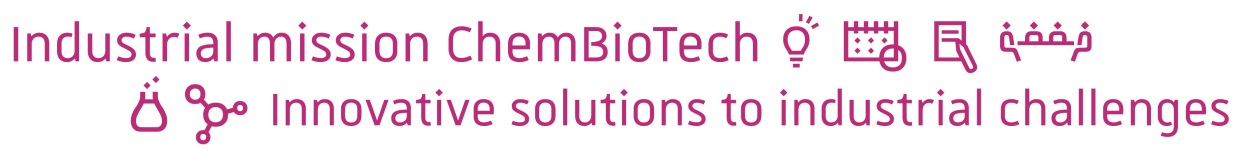 Industrial mission ChemBioTech
Innovative solutions to industrial challenges